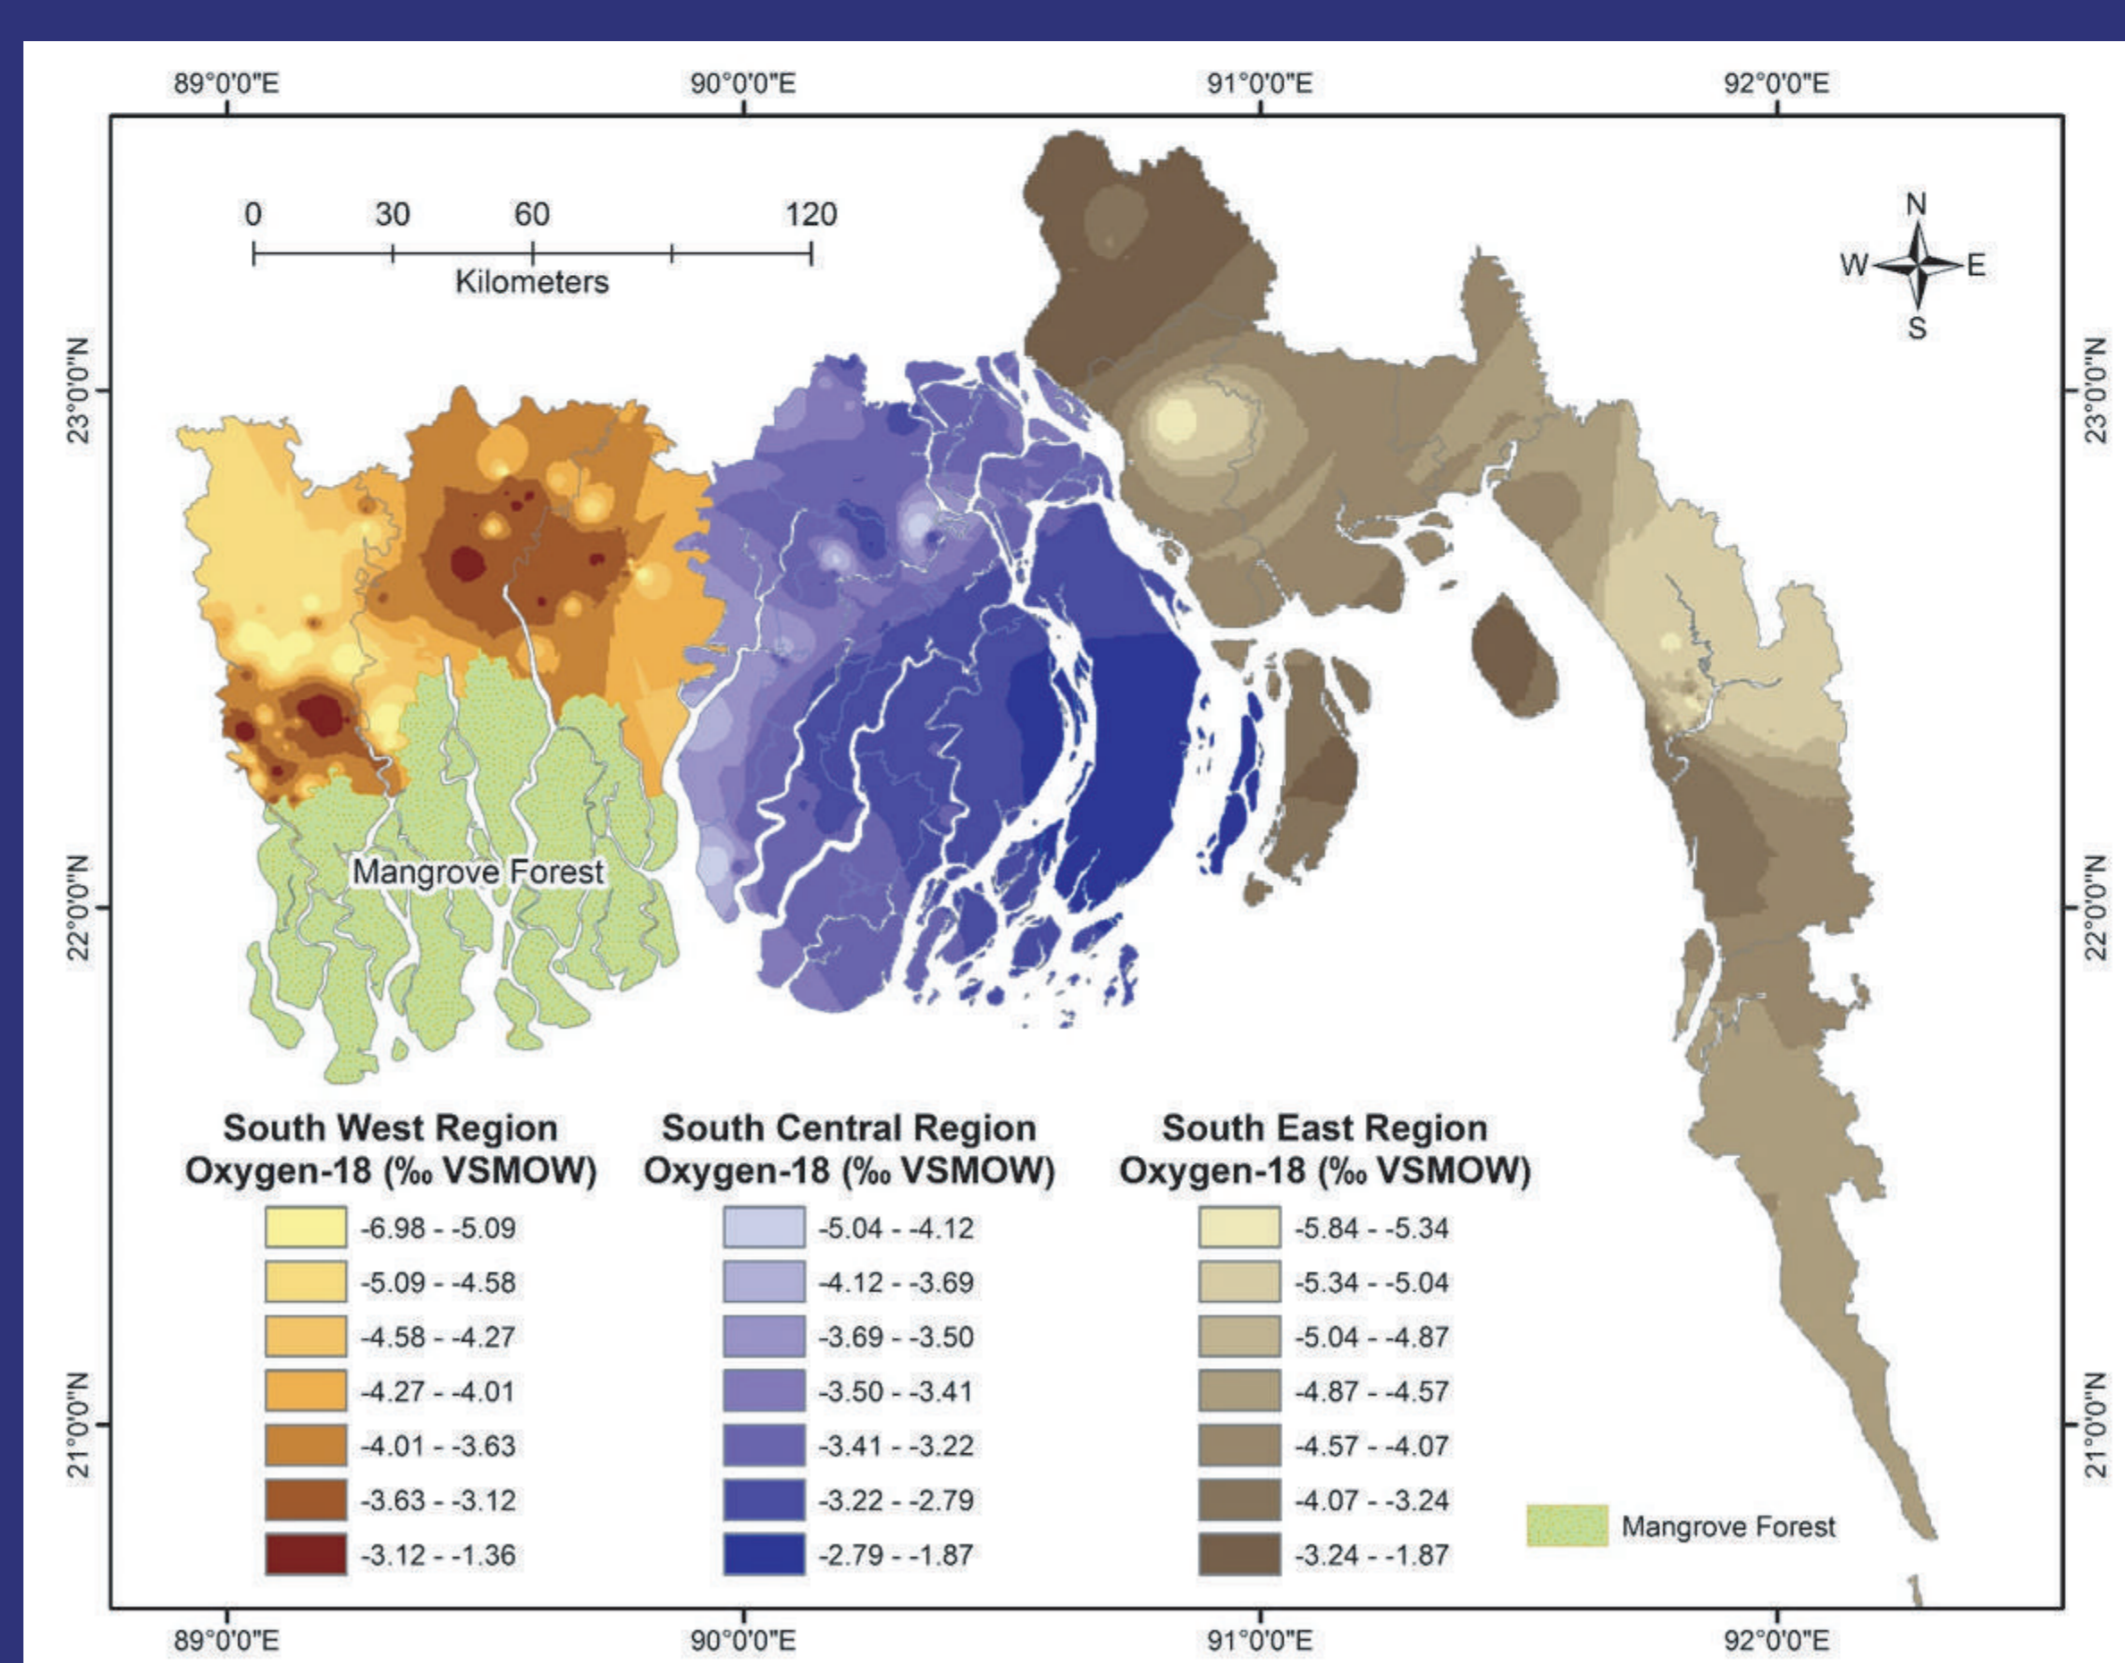 89°0'0"E 90°0'0"E 91°0'0"E 92°0'0"E
0 30 60 120
Kilometers
N
W E
S
23°0'0"N 23°0'0"N
Mangrove Forest
22°0'0"N 22°0'0"N
South West Region
Oxygen-18 (‰ VSMOW)
-6.98 - -5.09
-5.09 - -4.58
-4.58 - -4.27
-4.27 - -4.01
-4.01 - -3.63
-3.63 - -3.12
-3.12 - -1.36
South Central Region
Oxygen-18 (‰ VSMOW)
-5.04 - -4.12
-4.12 - -3.69
-3.69 - -3.50
-3.50 - -3.41
-3.41 - -3.22
-3.22 - -2.79
-2.79 - -1.87
South East Region
Oxygen-18 (‰ VSMOW)
-5.84 - -5.34
-5.34 - -5.04
-5.04 - -4.87
-4.87 - -4.57
-4.57 - -4.07
-4.07 - -3.24
-3.24 - -1.87
Mangrove Forest
21°0'0"N 21°0'0"N
89°0'0"E 90°0'0"E 91°0'0"E 92°0'0"E